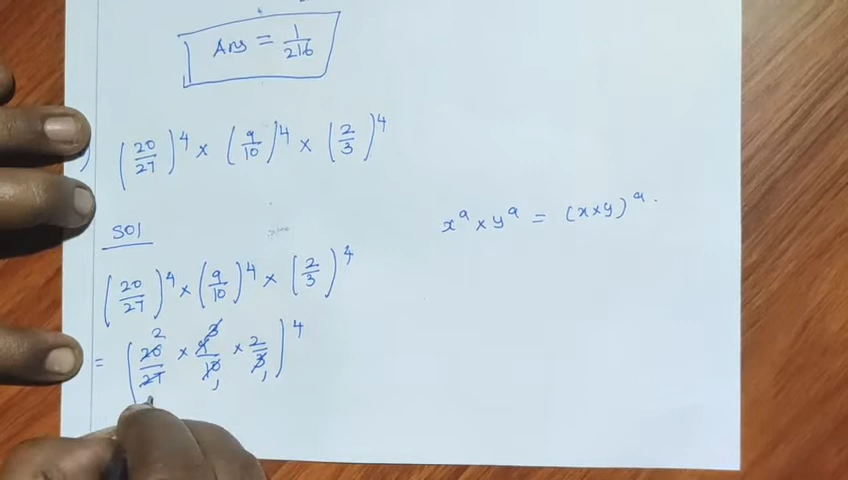 Ans = 1/216
) (20/27)^4 × (9/10)^4 × (2/3)^4
x^a × y^a = (x×y)^a.
Sol
(20/27)^4 × (9/10)^4 × (2/3)^4
= (20/27 × 9/10 × 2/3)^4